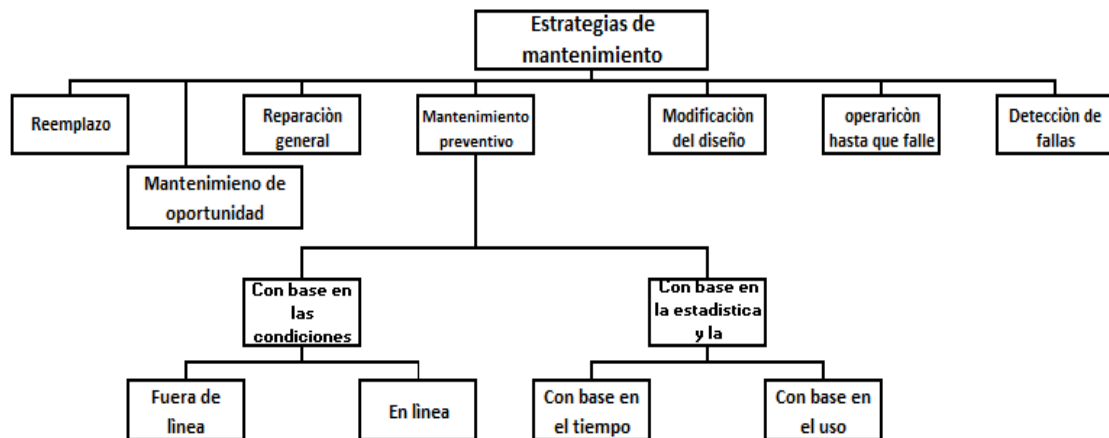 Estrategias de
mantenimiento
Reemplazo
Reparaciòn
general
Mantenimiento
preventivo
Modificaciòn
del diseño
operaricòn
hasta que falle
Detecciòn de
fallas
Mantenimieno de
oportunidad
Con base en
las
condiciones
Con base en
la estadistica
y la
Fuera de
lìnea
En lìnea
Con base en
el tiempo
Con base en
el uso